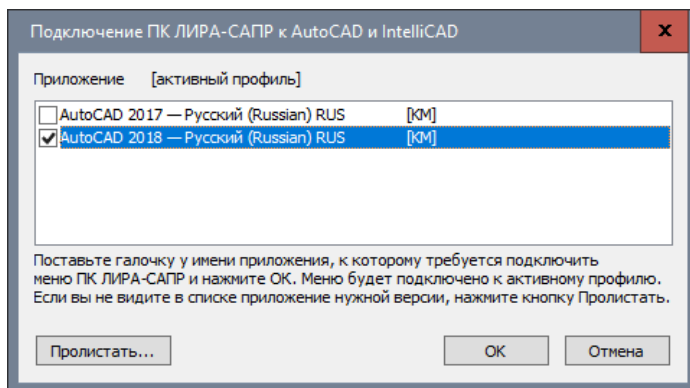 Подключение ПК ЛИРА-САПР к AutoCAD и IntelliCAD
x
Приложение [активный профиль]
AutoCAD 2017 — Русский (Russian) RUS [КМ]
AutoCAD 2018 — Русский (Russian) RUS [КМ]
Поставьте галочку у имени приложения, к которому требуется подключить
меню ПК ЛИРА-САПР и нажмите ОК. Меню будет подключено к активному профилю.
Если вы не видите в списке приложение нужной версии, нажмите кнопку Пролистать.
Пролистать... ОК Отмена